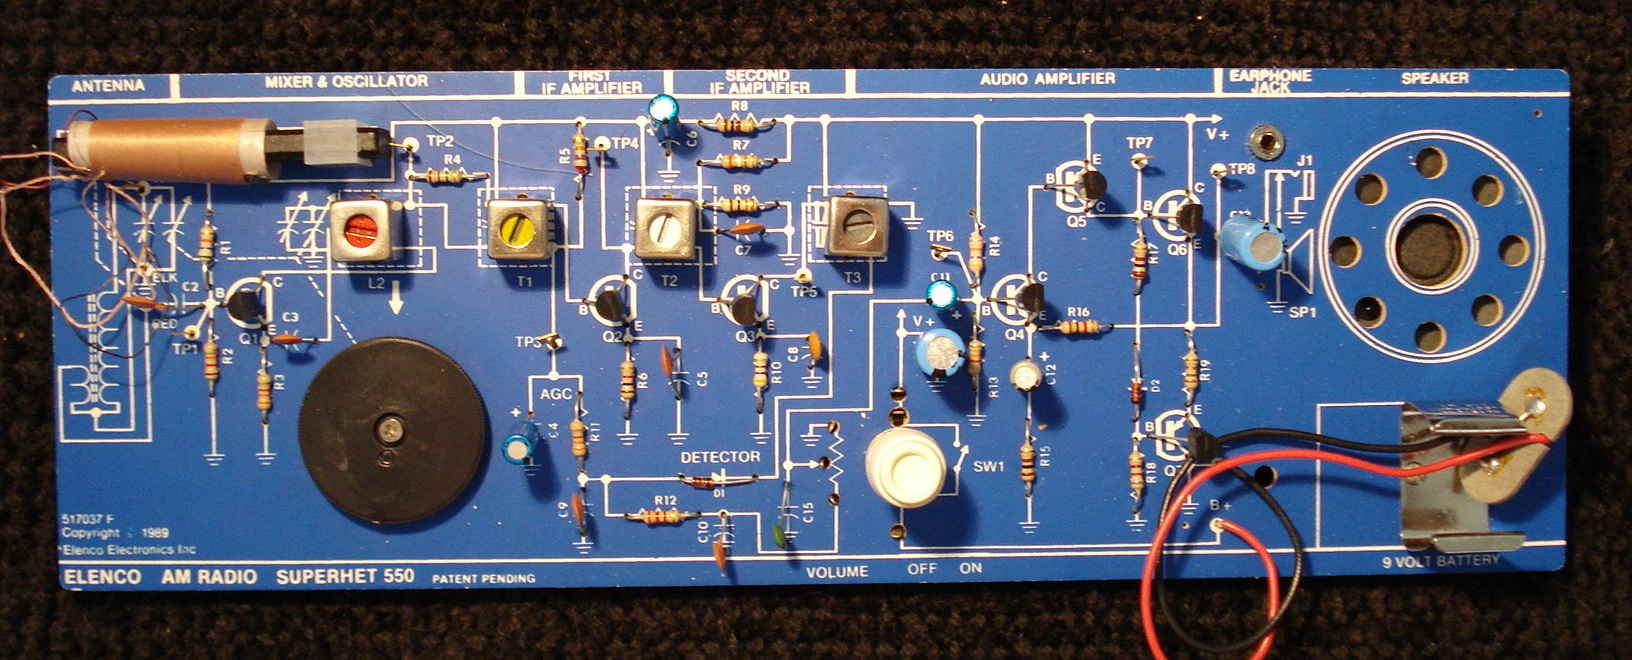 ANTENNA
MIXER & OSCILLATOR
FIRST
IF AMPLIFIER
SECOND
IF AMPLIFIER
AUDIO AMPLIFIER
EARPHONE
JACK
SPEAKER
R8
V+
TP2
R5
TP4
C6
R7
TP7
J1
R4
E
TP8
B
R9
C
Q5
C
B
R1
C7
TP6
R14
R17
Q6
E
L2
T1
T2
T3
C11
BLK
C2
C
C
C
TP5
C
SP1
RED
B
B
B
B
E
C3
E
E
V+
Q4
E
R16
TP1
Q1
Q2
Q3
+
TP3
R2
R3
R6
C5
R10
C8
R13
C12
+
D2
R19
AGC
+
C4
R11
B
E
R15
R18
DETECTOR
D1
SW1
R12
C9
C10
C15
B+
517037 F
Copyright 1989
Elenco Electronics Inc
ELENCO AM RADIO SUPERHET 550 PATENT PENDING
VOLUME OFF ON
9 VOLT BATTERY